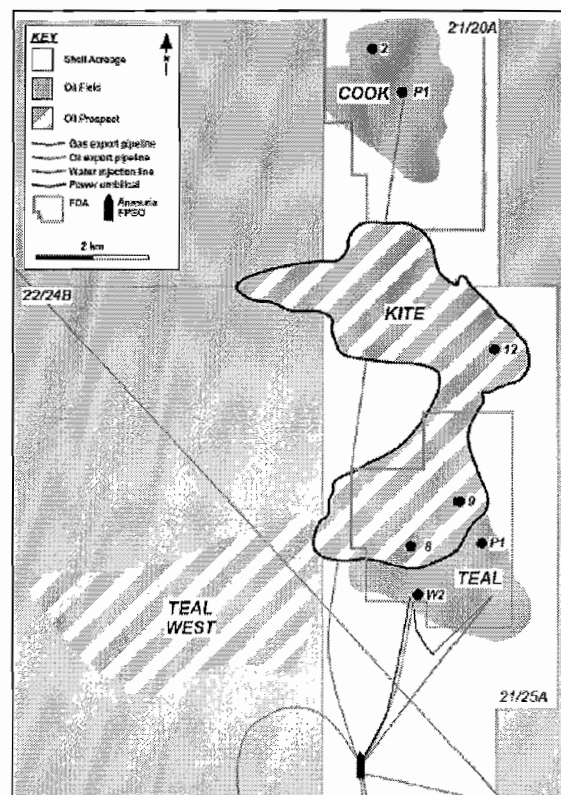 KEY
N
Shell Acreage
Oil Field
Oil Prospect
Gas export pipeline
Oil export pipeline
Water injection line
Power umbilical
FDA
Anasuria
FPSO
2 km
21/20A
2
P1
COOK
22/24B
KITE
12
9
8
P1
TEAL
W2
TEAL
WEST
21/25A